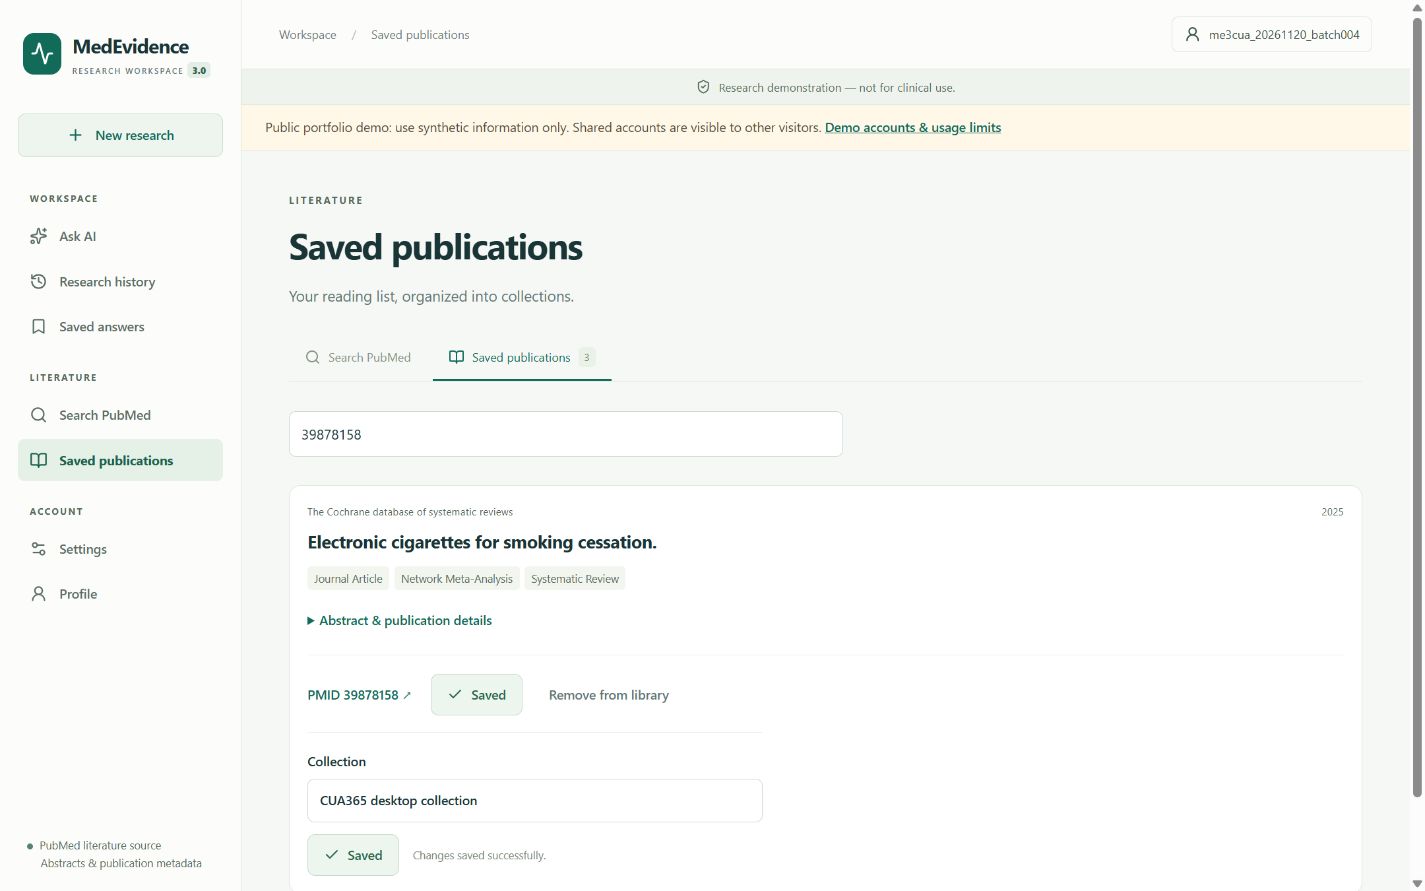 MedEvidence
RESEARCH WORKSPACE 3.0
New research
WORKSPACE
Ask AI
Research history
Saved answers
LITERATURE
Search PubMed
Saved publications
ACCOUNT
Settings
Profile
PubMed literature source
Abstracts & publication metadata
Workspace / Saved publications
me3cua_20261120_batch004
Research demonstration — not for clinical use.
Public portfolio demo: use synthetic information only. Shared accounts are visible to other visitors. Demo accounts & usage limits
LITERATURE
Saved publications
Your reading list, organized into collections.
Search PubMed
Saved publications 3
39878158
The Cochrane database of systematic reviews 2025
Electronic cigarettes for smoking cessation.
Journal Article Network Meta-Analysis Systematic Review
▶ Abstract & publication details
PMID 39878158 ↗ Saved Remove from library
Collection
CUA365 desktop collection
Saved Changes saved successfully.